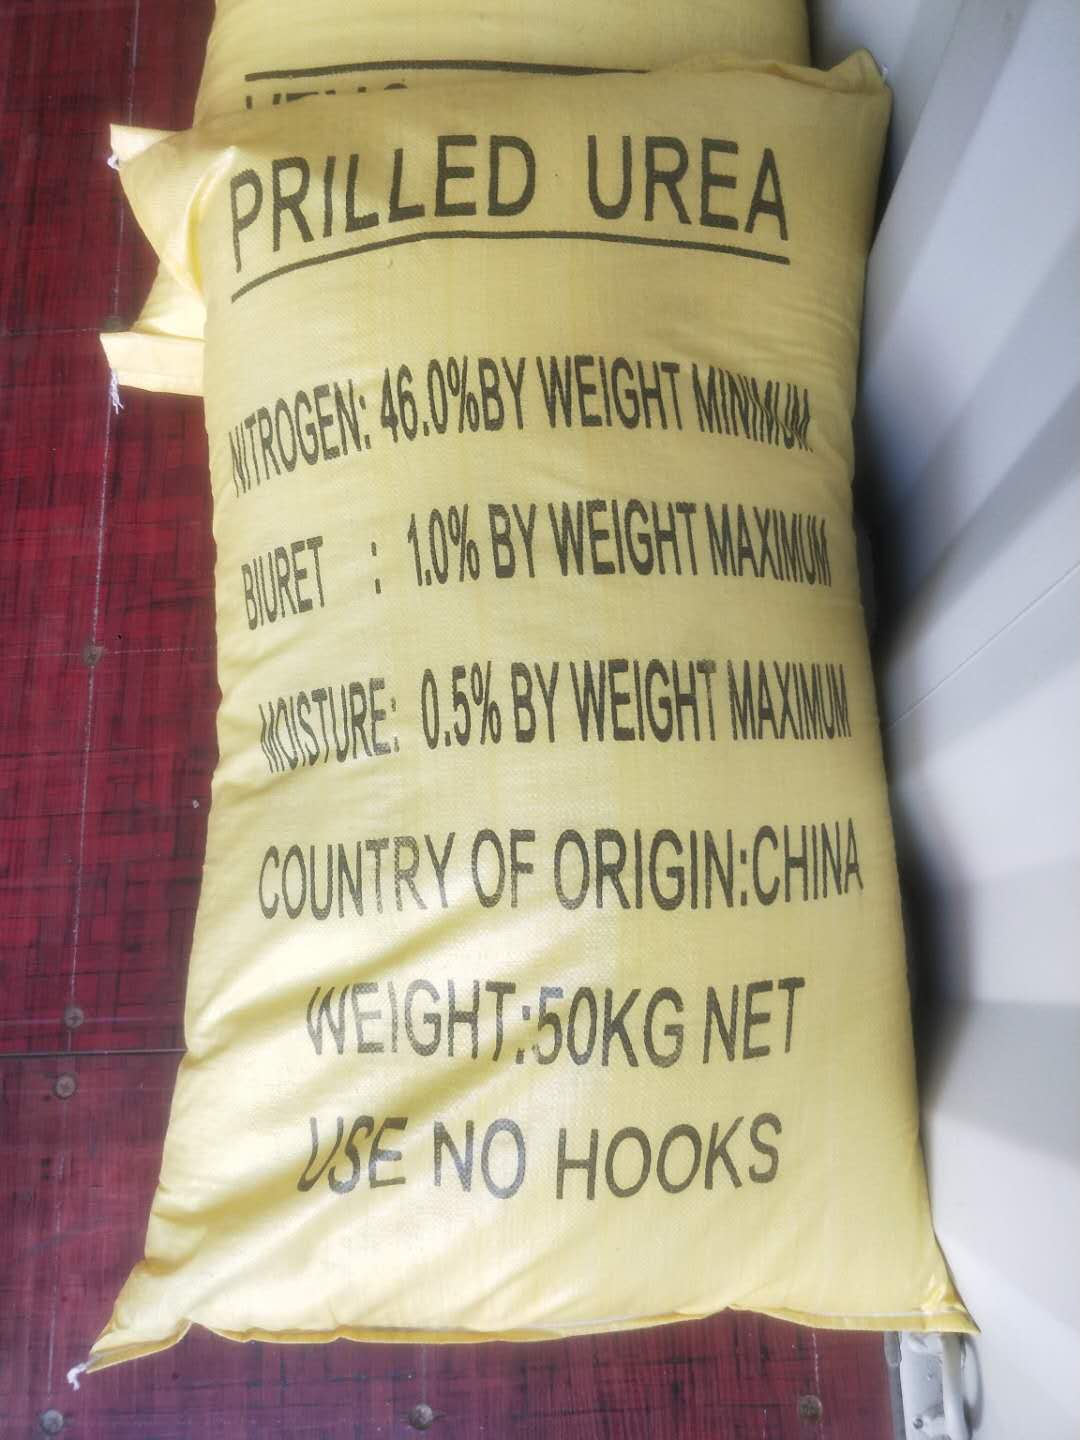 PRILLED UREA
NITROGEN: 46.0%BY WEIGHT MINIMUM
BIURET : 1.0% BY WEIGHT MAXIMUM
MOISTURE: 0.5% BY WEIGHT MAXIMUM
COUNTRY OF ORIGIN:CHINA
WEIGHT:50KG NET
USE NO HOOKS